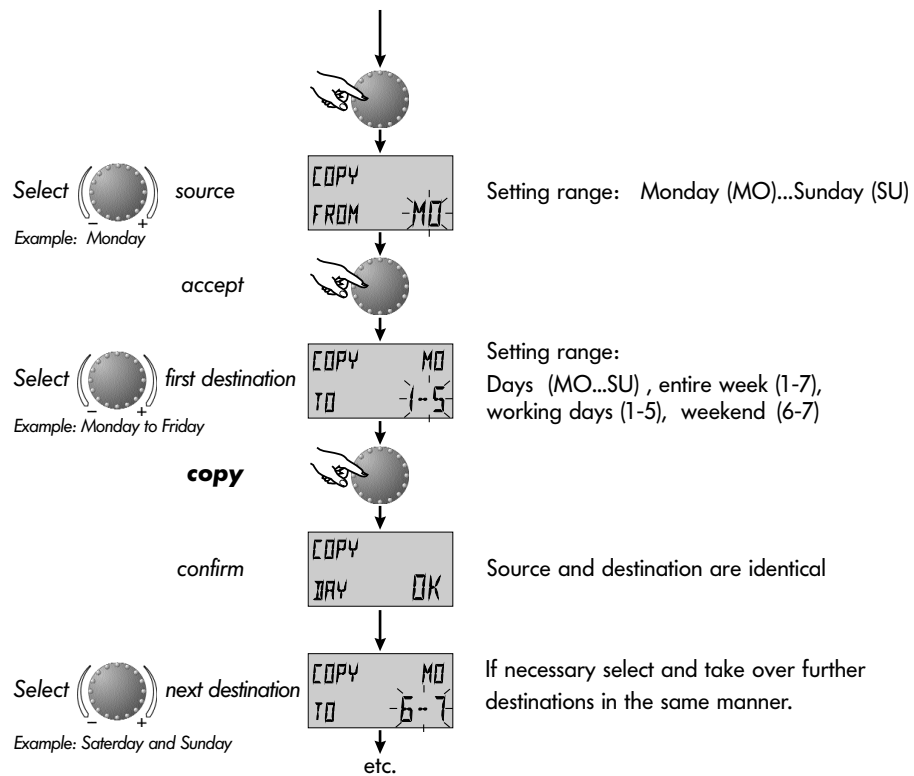 COPY
FROM MO
Select source
- +
Example: Monday
Setting range: Monday (MO)...Sunday (SU)
accept
COPY MO
TO 1-5
Select first destination
- +
Example: Monday to Friday
Setting range:
Days (MO...SU) , entire week (1-7),
working days (1-5), weekend (6-7)
copy
COPY
DAY OK
confirm
Source and destination are identical
COPY MO
TO 6-7
Select next destination
- +
Example: Saterday and Sunday
If necessary select and take over further
destinations in the same manner.
etc.